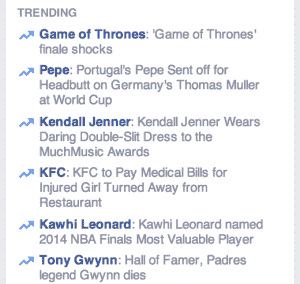 TRENDING
Game of Thrones: 'Game of Thrones'
finale shocks
Pepe: Portugal's Pepe Sent off for
Headbutt on Germany's Thomas Muller
at World Cup
Kendall Jenner: Kendall Jenner Wears
Daring Double-Slit Dress to the
MuchMusic Awards
KFC: KFC to Pay Medical Bills for
Injured Girl Turned Away from
Restaurant
Kawhi Leonard: Kawhi Leonard named
2014 NBA Finals Most Valuable Player
Tony Gwynn: Hall of Famer, Padres
legend Gwynn dies